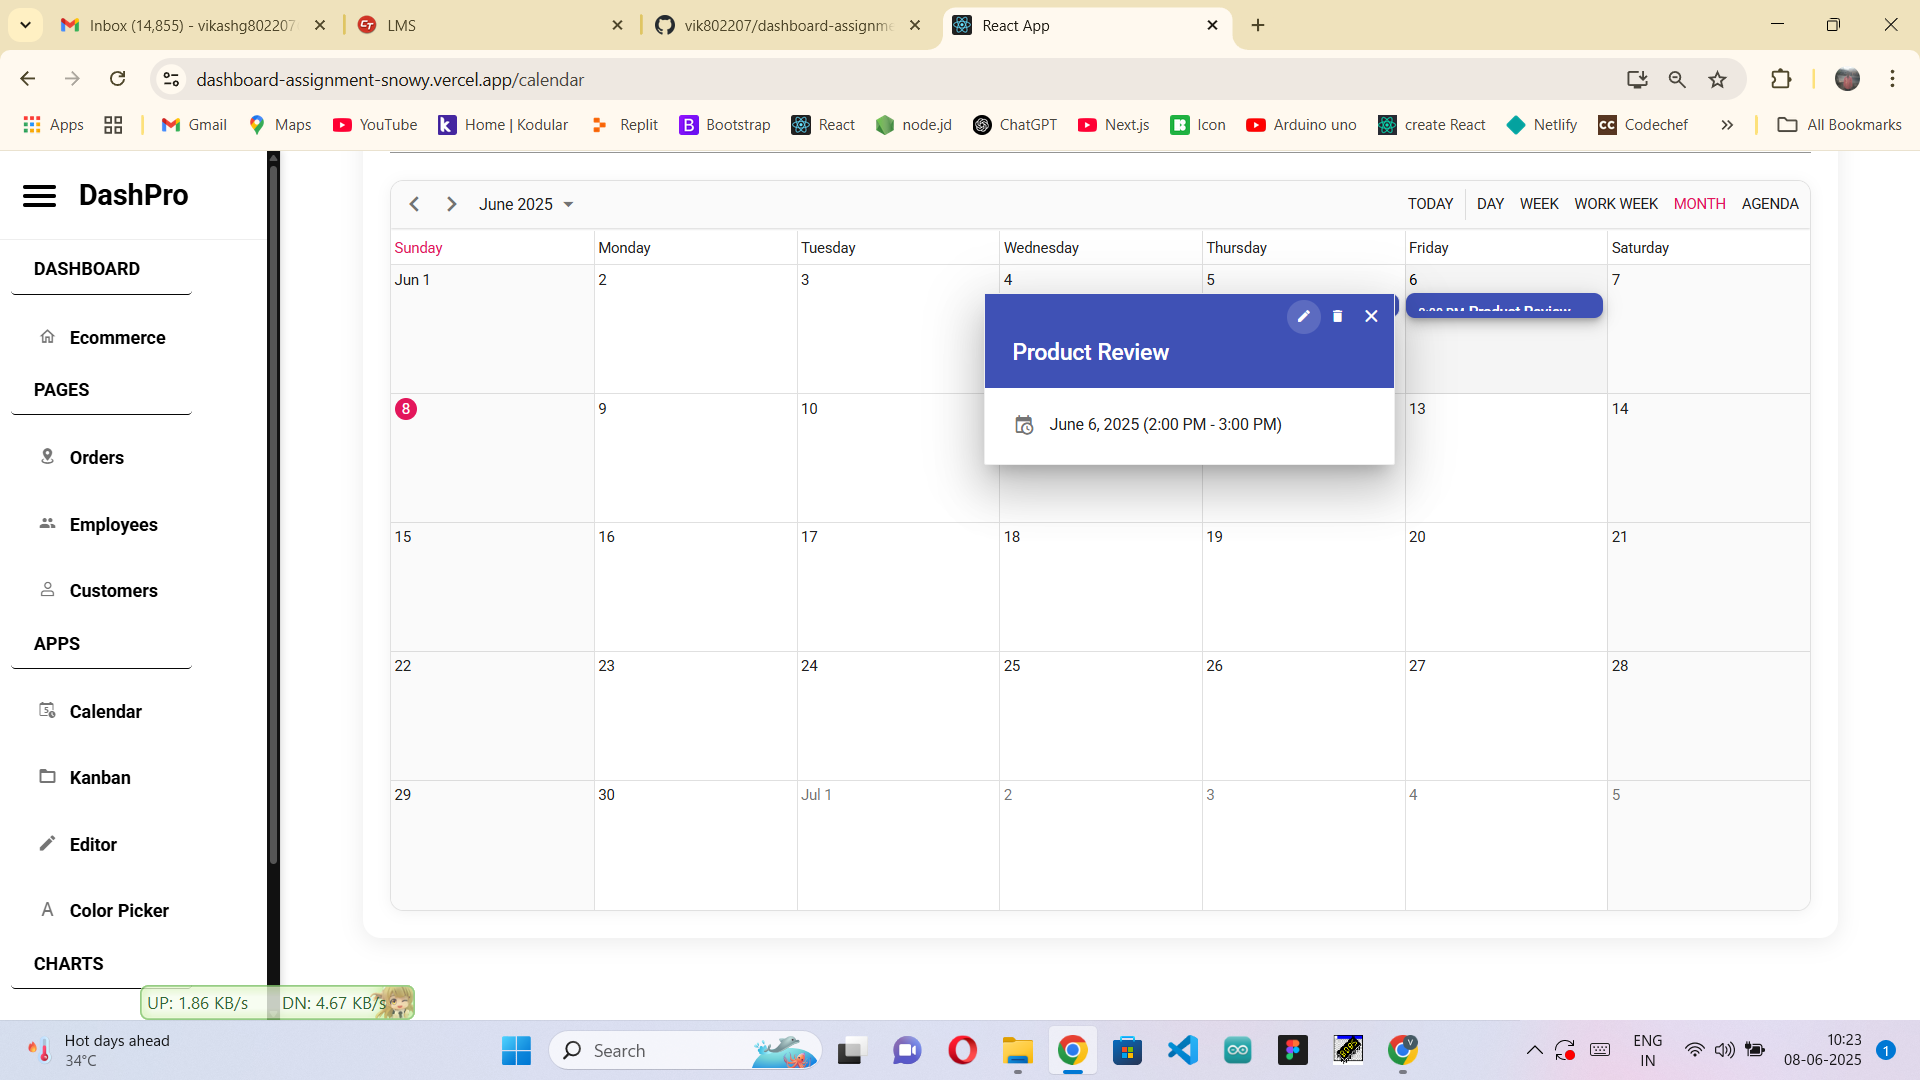 Inbox (14,855) - vikashg802207
LMS
vik802207/dashboard-assignme
React App
dashboard-assignment-snowy.vercel.app/calendar
Apps
Gmail
Maps
YouTube
Home | Kodular
Replit
Bootstrap
React
node.jd
ChatGPT
Next.js
Icon
Arduino uno
create React
Netlify
Codechef
All Bookmarks
DashPro
DASHBOARD
Ecommerce
PAGES
Orders
Employees
Customers
APPS
Calendar
Kanban
Editor
Color Picker
CHARTS
June 2025
TODAY DAY WEEK WORK WEEK MONTH AGENDA
Sunday Monday Tuesday Wednesday Thursday Friday Saturday
Jun 1 2 3 4 5 6 7
2:00 PM Product Review
Product Review
June 6, 2025 (2:00 PM - 3:00 PM)
8 9 10 13 14
15 16 17 18 19 20 21
22 23 24 25 26 27 28
29 30 Jul 1 2 3 4 5
UP: 1.86 KB/s DN: 4.67 KB/s
Hot days ahead
34°C
Search
ENG
IN
10:23
08-06-2025
1